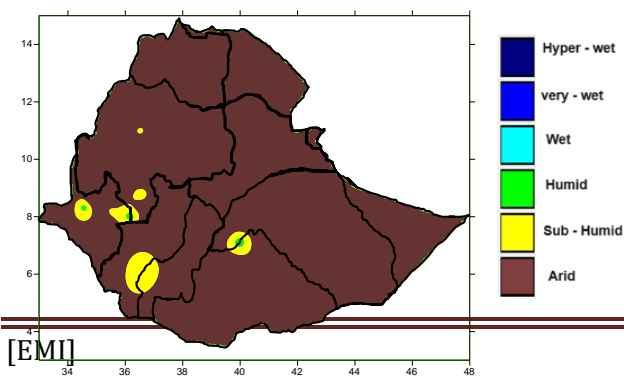 14
12
10
8
6
4
34 36 38 40 42 44 46 48
Hyper - wet
very - wet
Wet
Humid
Sub - Humid
Arid
[EMI]